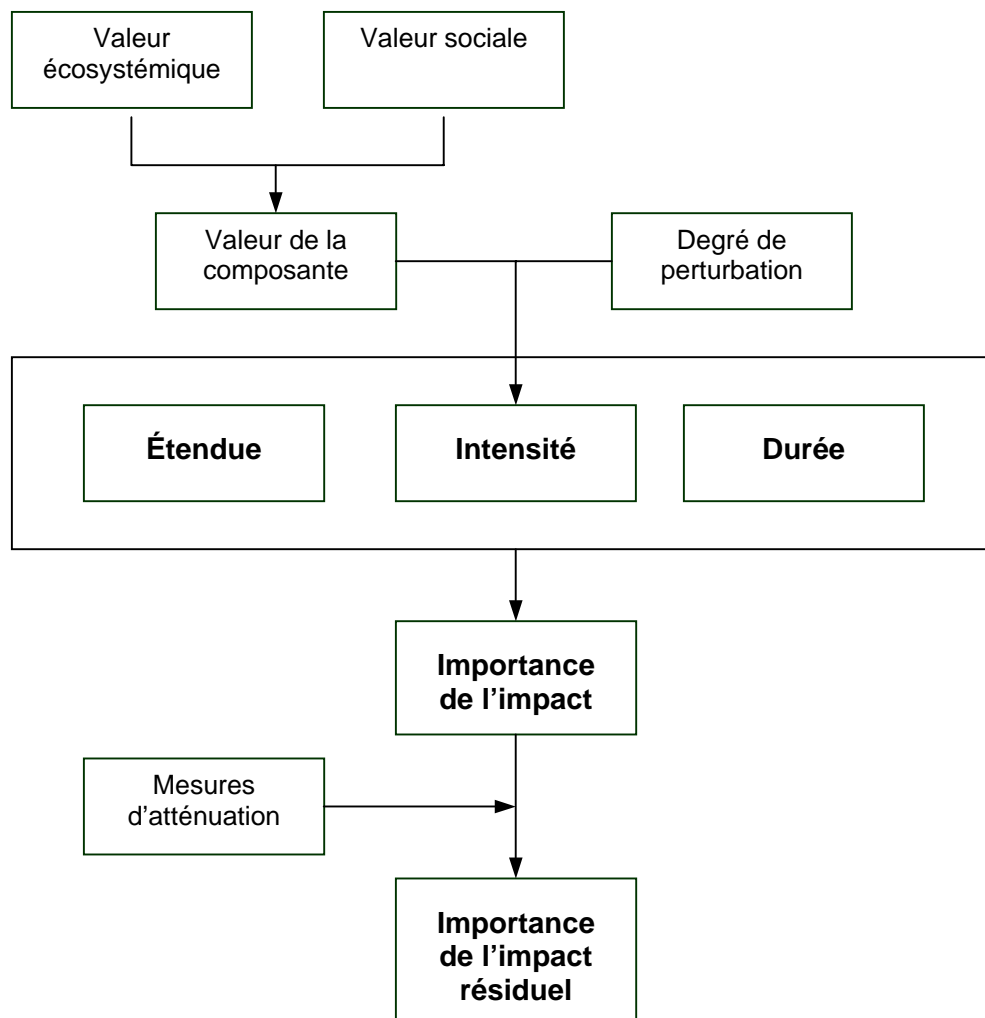 Valeur
écosystémique
Valeur sociale
Valeur de la
composante
Degré de
perturbation
Étendue
Intensité
Durée
Importance
de l’impact
Mesures
d’atténuation
Importance
de l’impact
résiduel